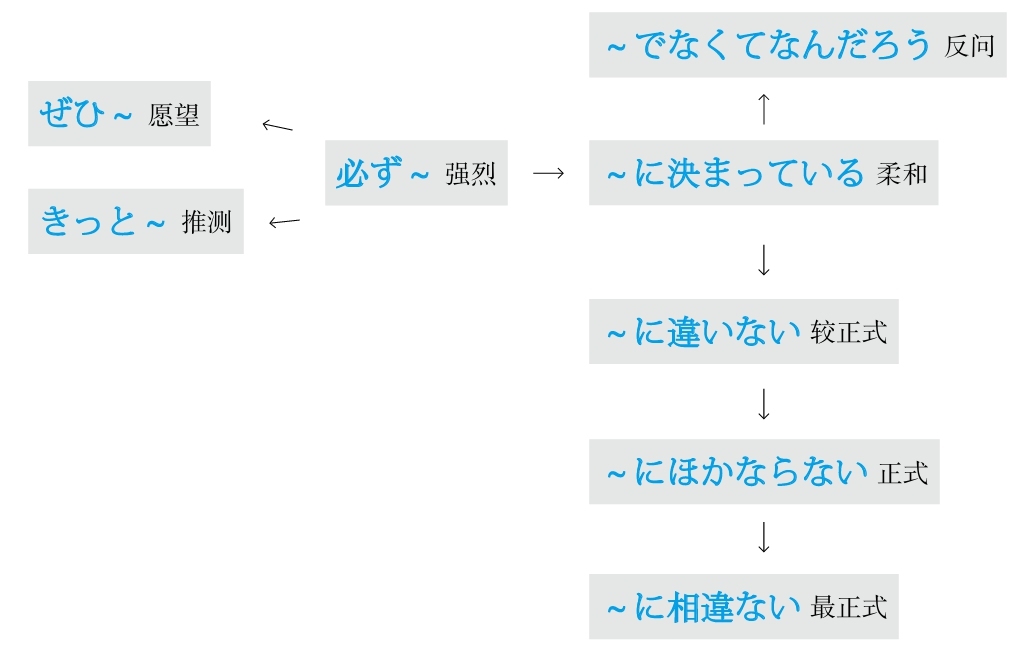 ~でなくてなんだろう 反问
ぜひ~ 愿望
必ず~ 强烈
~に決まっている 柔和
きっと~ 推测
~に違いない 较正式
~にほかならない 正式
~に相違ない 最正式